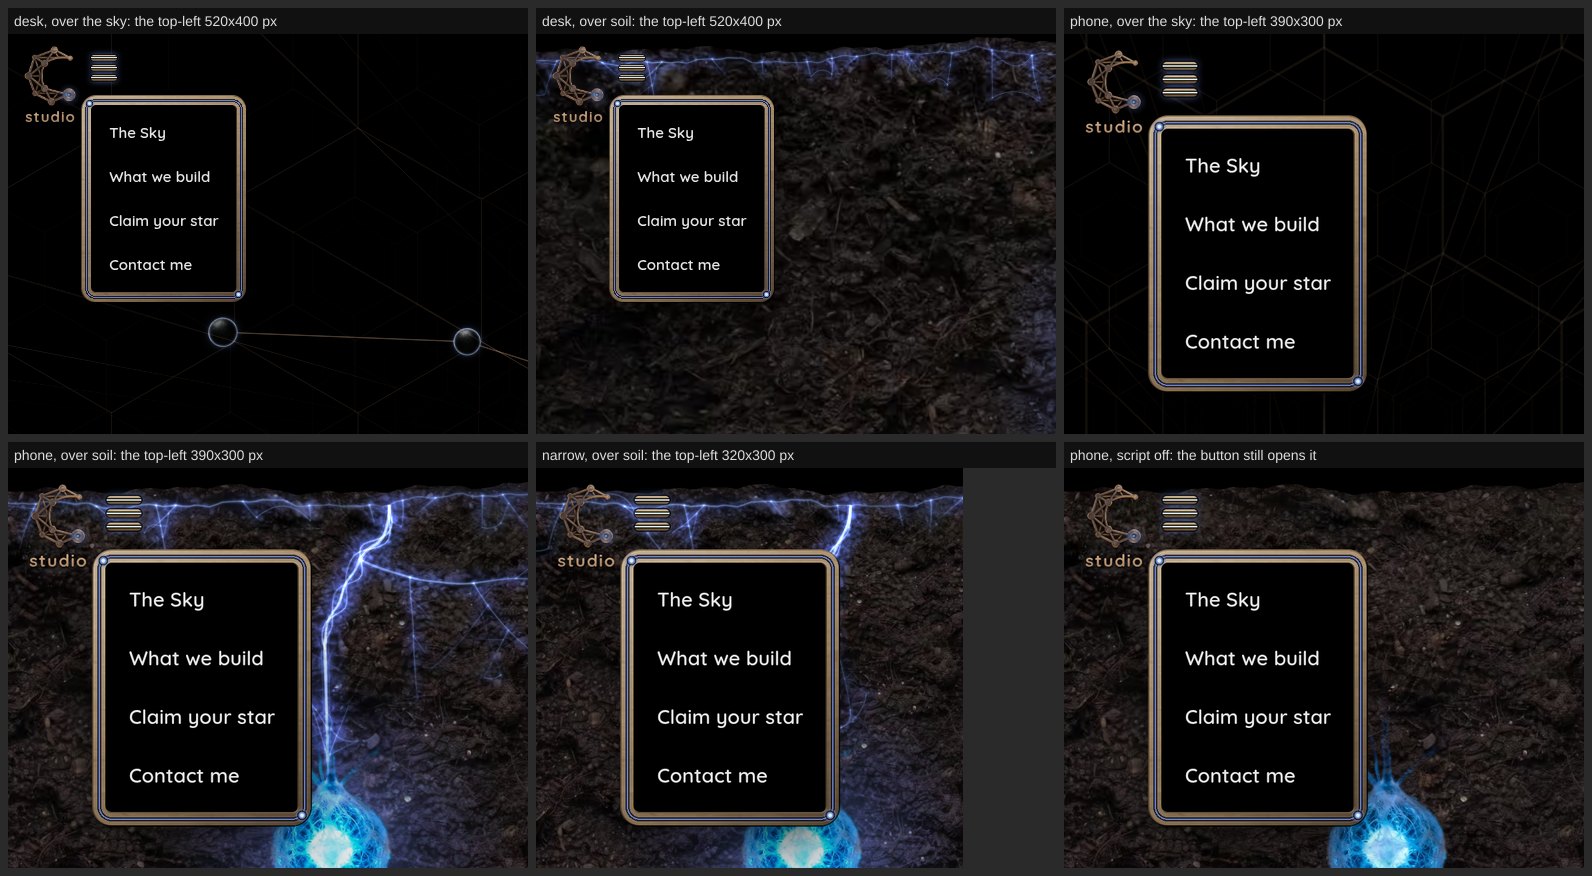 desk, over the sky: the top-left 520x400 px
studio
The Sky
What we build
Claim your star
Contact me
desk, over soil: the top-left 520x400 px
studio
The Sky
What we build
Claim your star
Contact me
phone, over the sky: the top-left 390x300 px
studio
The Sky
What we build
Claim your star
Contact me
phone, over soil: the top-left 390x300 px
studio
The Sky
What we build
Claim your star
Contact me
narrow, over soil: the top-left 320x300 px
studio
The Sky
What we build
Claim your star
Contact me
phone, script off: the button still opens it
studio
The Sky
What we build
Claim your star
Contact me